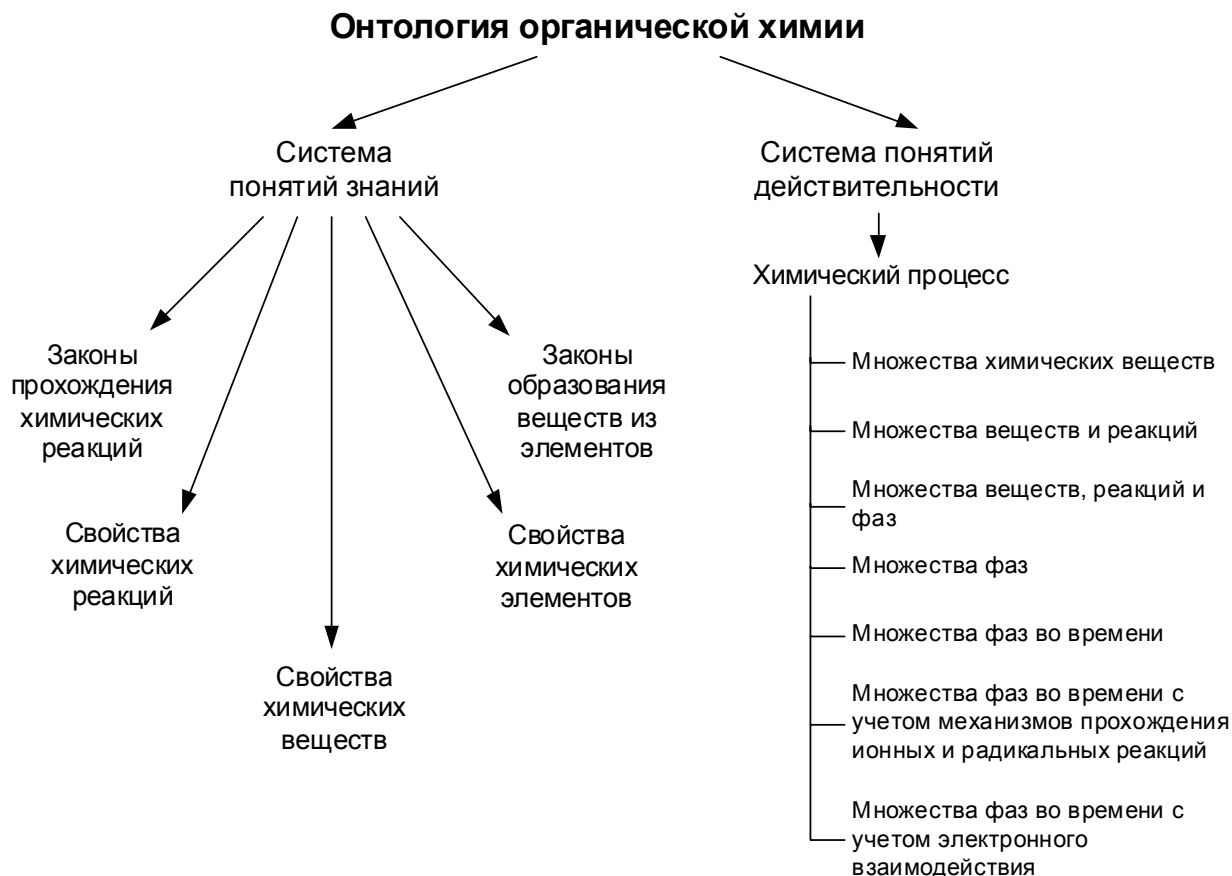 Онтология органической химии
Система
понятий знаний
Система понятий
действительности
Законы
прохождения
химических
реакций
Свойства
химических
реакций
Свойства
химических
веществ
Свойства
химических
элементов
Законы
образования
веществ из
элементов
Химический процесс
Множества химических веществ
Множества веществ и реакций
Множества веществ, реакций и
фаз
Множества фаз
Множества фаз во времени
Множества фаз во времени с
учетом механизмов прохождения
ионных и радикальных реакций
Множества фаз во времени с
учетом электронного
взаимодействия